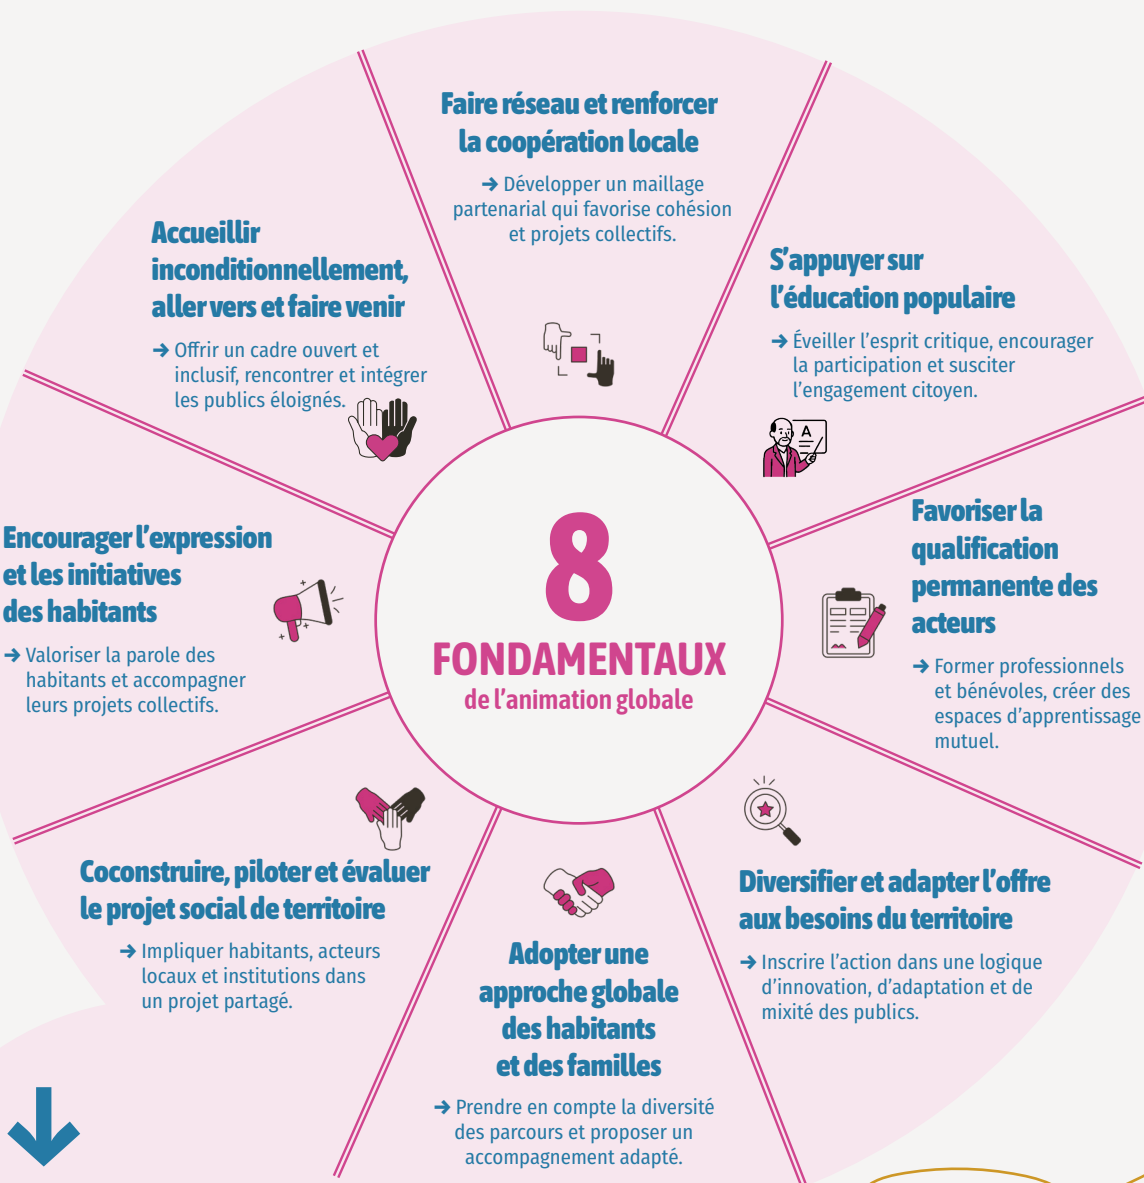 Faire réseau et renforcer
la coopération locale
→ Développer un maillage
partenarial qui favorise cohésion
et projets collectifs.
S'appuyer sur
l'éducation populaire
→ Éveiller l'esprit critique, encourager
la participation et susciter
l'engagement citoyen.
A
Favoriser la
qualification
permanente des
acteurs
→ Former professionnels
et bénévoles, créer des
espaces d'apprentissage
mutuel.
Diversifier et adapter l'offre
aux besoins du territoire
→ Inscrire l'action dans une logique
d'innovation, d'adaptation et de
mixité des publics.
Adopter une
approche globale
des habitants
et des familles
→ Prendre en compte la diversité
des parcours et proposer un
accompagnement adapté.
Coconstruire, piloter et évaluer
le projet social de territoire
→ Impliquer habitants, acteurs
locaux et institutions dans
un projet partagé.
Encourager l'expression
et les initiatives
des habitants
→ Valoriser la parole des
habitants et accompagner
leurs projets collectifs.
Accueillir
inconditionnellement,
aller vers et faire venir
→ Offrir un cadre ouvert et
inclusif, rencontrer et intégrer
les publics éloignés.
8
FONDAMENTAUX
de l'animation globale